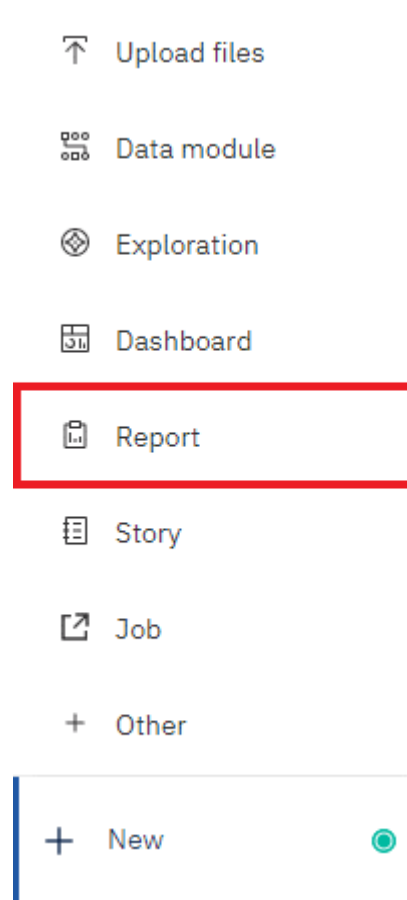 Upload files
Data module
Exploration
Dashboard
Report
Story
Job
Other
New